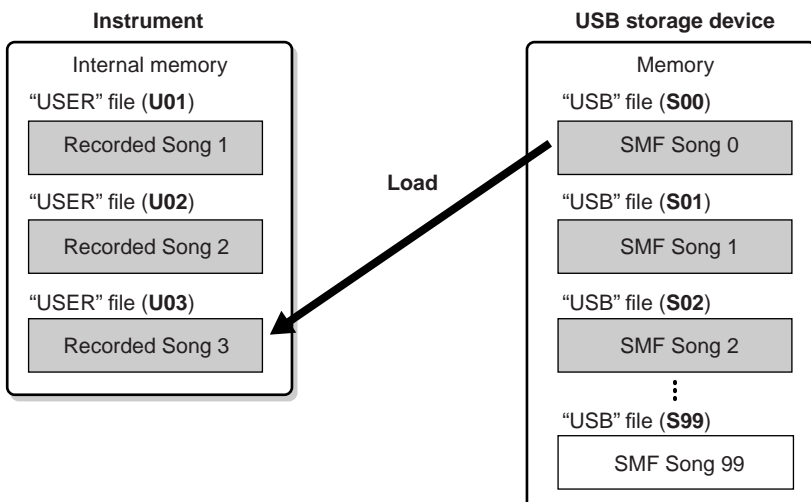 Instrument
Internal memory
“USER” file (U01)
Recorded Song 1
“USER” file (U02)
Recorded Song 2
“USER” file (U03)
Recorded Song 3
Load
USB storage device
Memory
“USB” file (S00)
SMF Song 0
“USB” file (S01)
SMF Song 1
“USB” file (S02)
SMF Song 2
“USB” file (S99)
SMF Song 99